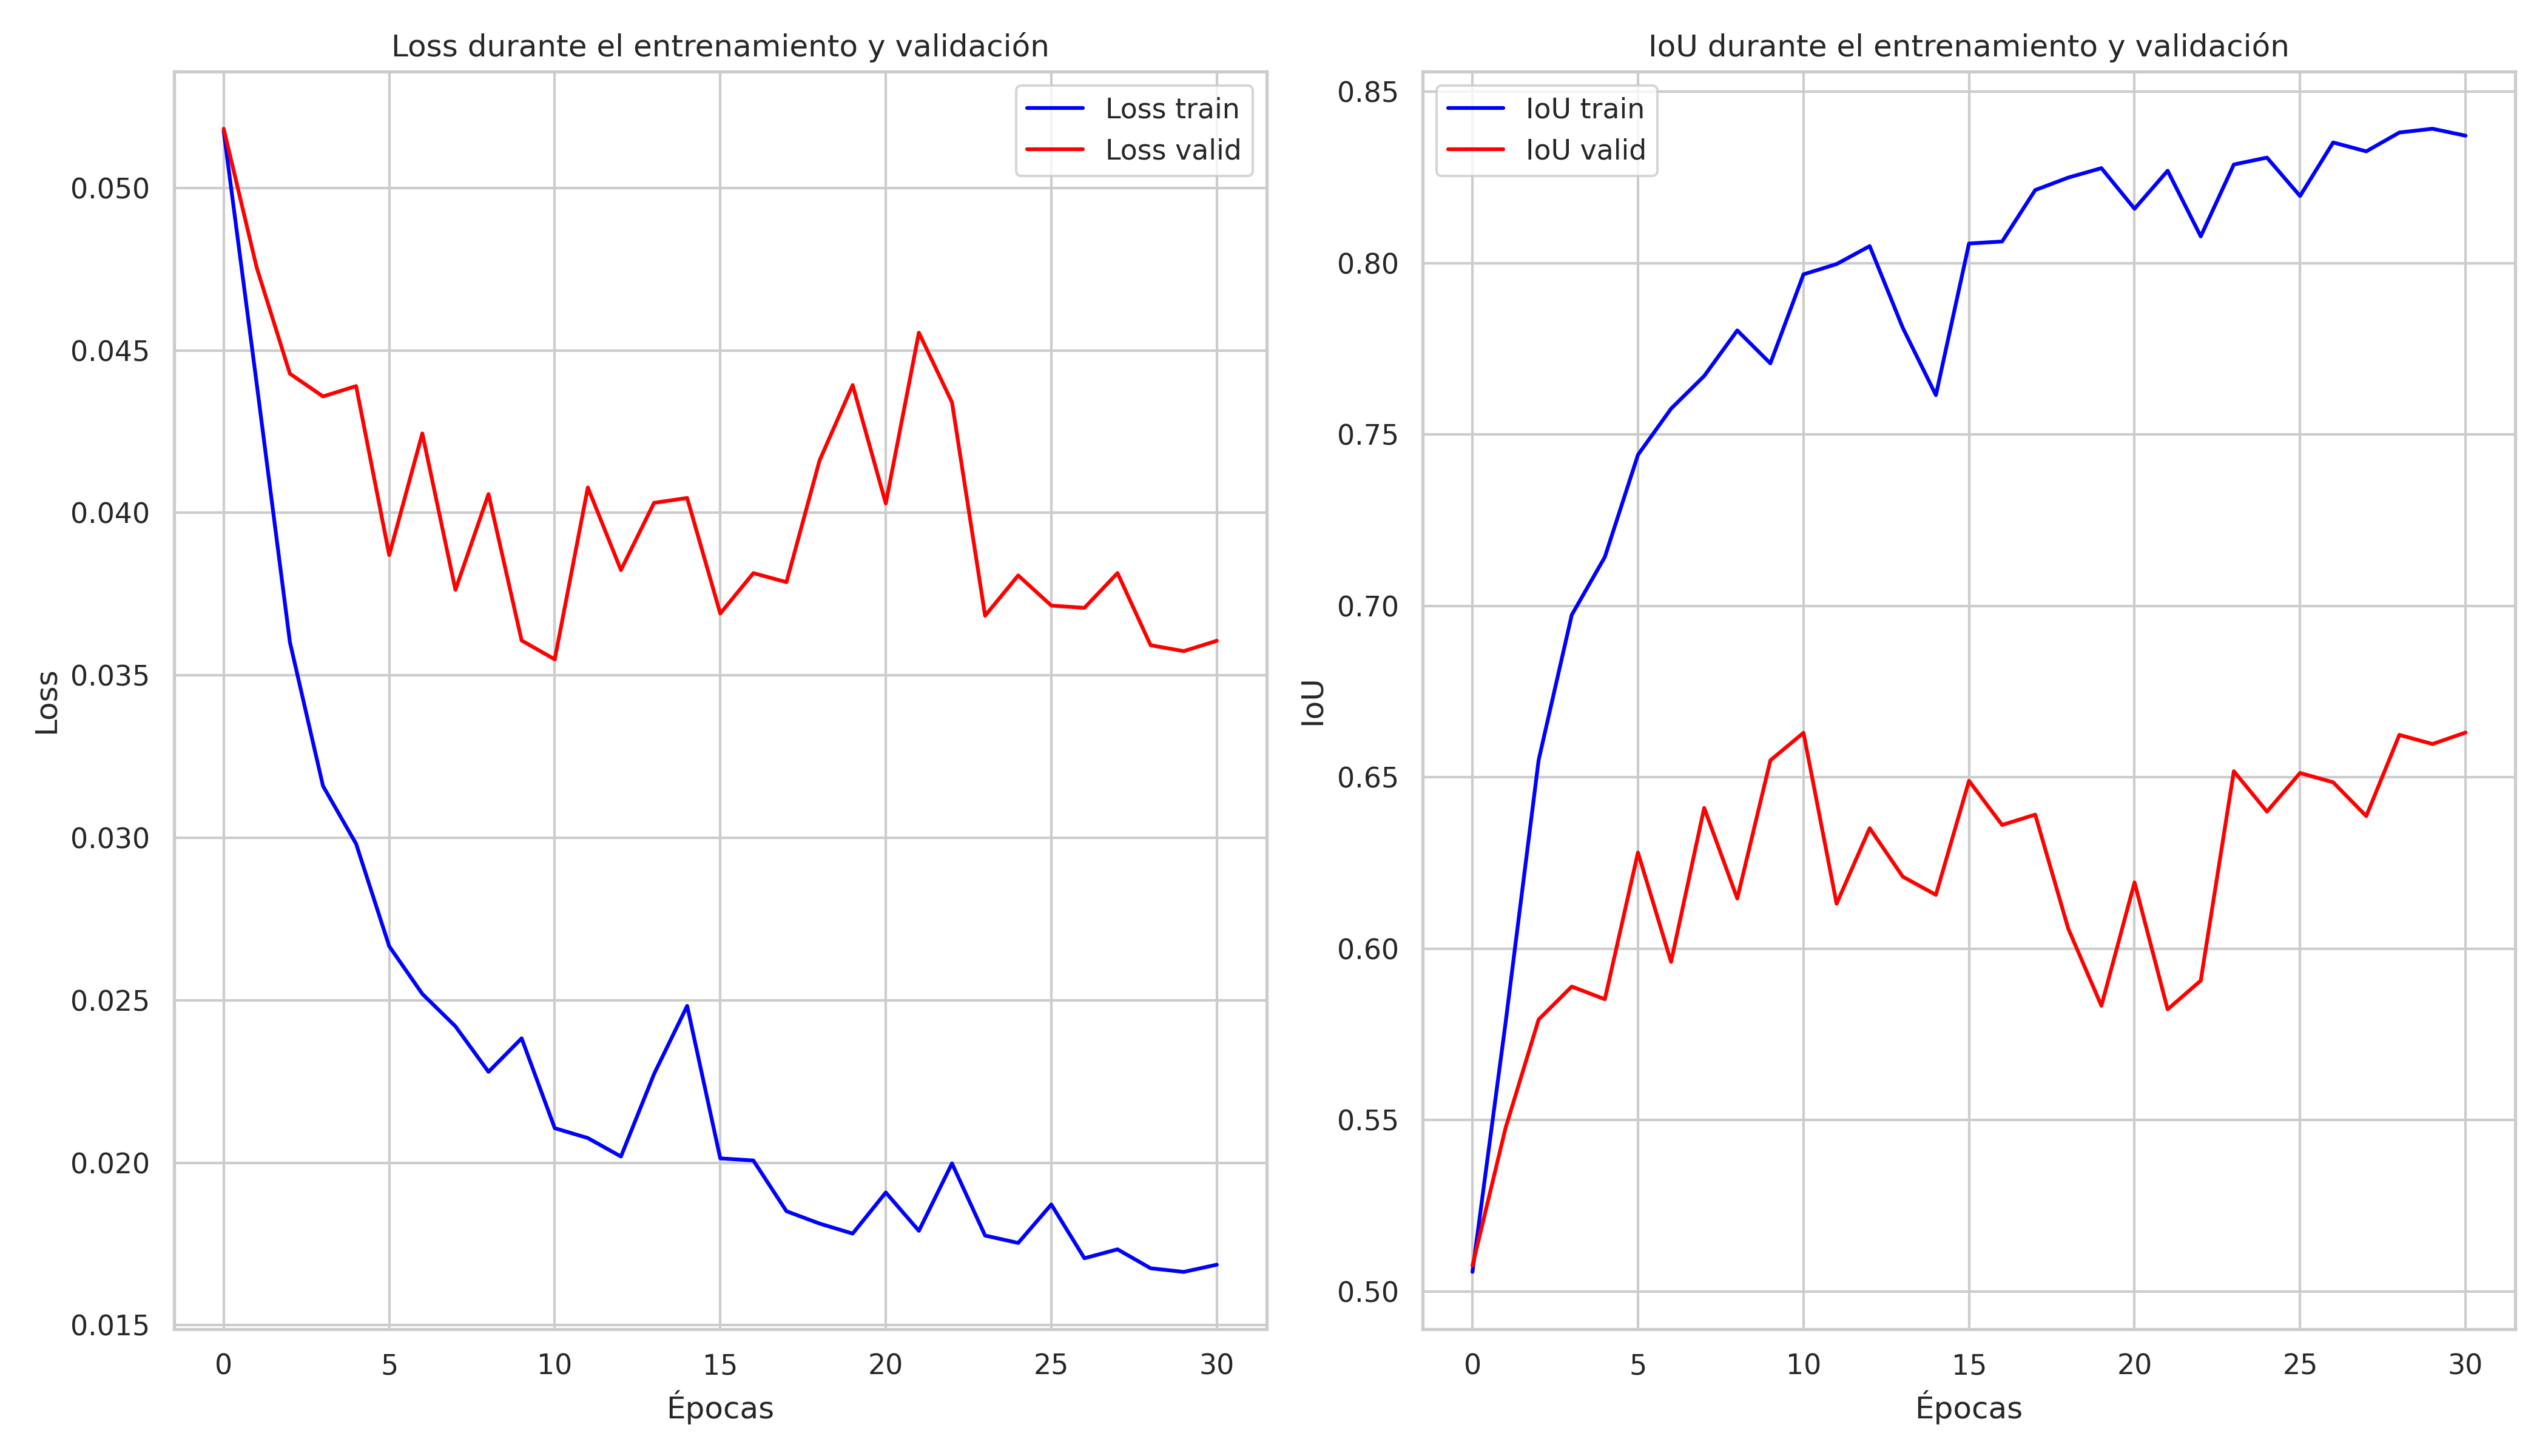 Loss durante el entrenamiento y validación
Loss train
Loss valid
0.050
0.045
0.040
0.035
0.030
0.025
0.020
0.015
Loss
0 5 10 15 20 25 30
Épocas
IoU durante el entrenamiento y validación
IoU train
IoU valid
0.85
0.80
0.75
0.70
0.65
0.60
0.55
0.50
IoU
0 5 10 15 20 25 30
Épocas